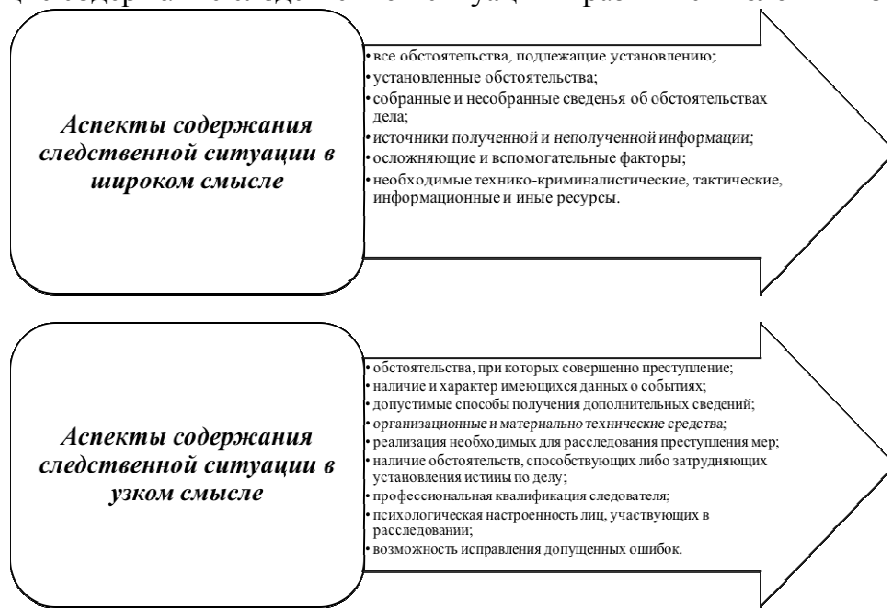 Аспекты содержания
следственной ситуации в
широком смысле
•все обстоятельства, подлежащие установлению;
•установленные обстоятельства;
•собранные и несобранные сведенья об обстоятельствах
дела;
•источники полученной и неполученной информации;
•осложняющие и вспомогательные факторы;
•необходимые технико-криминалистические, тактические,
информационные и иные ресурсы.
Аспекты содержания
следственной ситуации в
узком смысле
•обстоятельства, при которых совершенно преступление;
•наличие и характер имеющихся данных о событиях;
•допустимые способы получения дополнительных сведений;
•организационные и материально технические средства;
•реализация необходимых для расследования преступления мер;
•наличие обстоятельств, способствующих либо затрудняющих
установления истины по делу;
•профессиональная квалификация следователя;
•психологическая настроенность лиц, участвующих в
расследовании;
•возможность исправления допущенных ошибок.